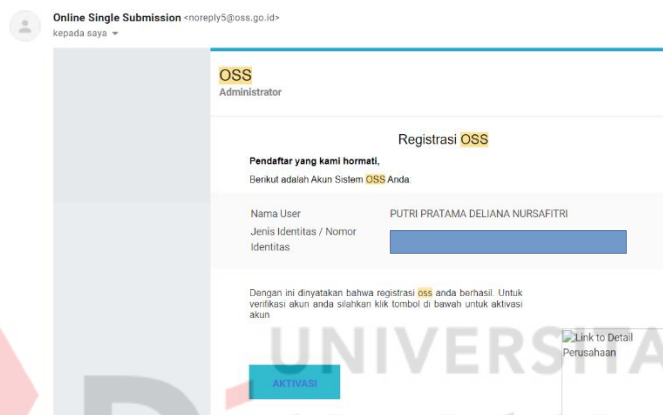 Online Single Submission <noreply5@oss.go.id>
kepada saya
OSS
Administrator
Registrasi OSS
Pendaftar yang kami hormati,
Berikut adalah Akun Sistem OSS Anda:
Nama User PUTRI PRATAMA DELIANA NURSAFITRI
Jenis Identitas / Nomor
Identitas
Dengan ini dinyatakan bahwa registrasi oss anda berhasil. Untuk
verifikasi akun anda silahkan klik tombol di bawah untuk aktivasi
akun
Link to Detail
Perusahaan
UNIVERSITA
AKTIVASI